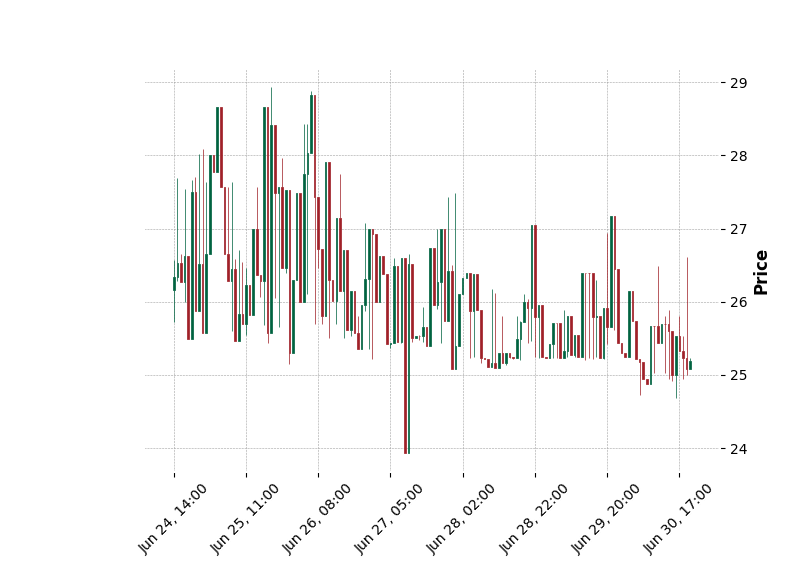 29
28
27
26
25
24
Price
Jun 24, 14:00
Jun 25, 11:00
Jun 26, 08:00
Jun 27, 05:00
Jun 28, 02:00
Jun 28, 22:00
Jun 29, 20:00
Jun 30, 17:00